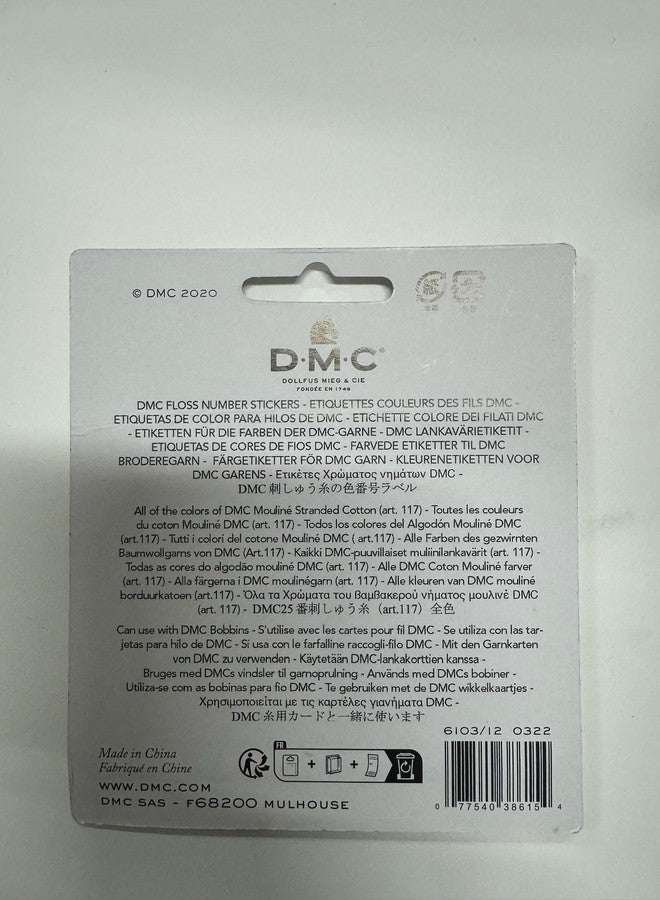 © DMC 2020
D·M·C®
DOLLFUS MIEG & CIE
FONDÉE EN 1746
DMC FLOSS NUMBER STICKERS - ETIQUETTES COULEURS DES FILS DMC -
ETIQUETAS DE COLOR PARA HILOS DE DMC - ETICHETTE COLORE DEI FILATI DMC
- ETIKETTEN FÜR DIE FARBEN DER DMC-GARNE - DMC LANKAVÄRIETIKETIT -
ETIQUETAS DE CORES DE FIOS DMC - FARVEDE ETIKETTER TIL DMC
BRODEREGARN - FÄRGETIKETTER FÖR DMC GARN - KLEURENETIKETTEN VOOR
DMC GARENS - Ετικέτες Χρώματος νημάτων DMC -
DMC 刺しゅう糸の色番号ラベル
All of the colors of DMC Mouliné Stranded Cotton (art. 117) - Toutes les couleurs
du coton Mouliné DMC (art. 117) - Todos los colores del Algodón Mouliné DMC
(art.117) - Tutti i colori del cotone Mouliné DMC ( art.117) - Alle Farben des gezwirnten
Baumwollgarns von DMC (Art.117) - Kaikki DMC-puuvillaiset muliinilankavärit (art. 117) -
Todas as cores do algodão mouliné DMC (art. 117) - Alle DMC Coton Mouliné farver
(art. 117) - Alla färgerna i DMC moulinégarn (art. 117) - Alle kleuren van DMC mouliné
borduurkatoen (art. 117) - Όλα τα Χρώματα του βαμβακερού νήματος μουλινέ DMC
(art. 117) - DMC25 番刺しゅう糸（art.117）全色
Can use with DMC Bobbins - S'utilise avec les cartes pour fil DMC - Se utiliza con las tar-
jetas para hilo de DMC - Si usa con le farfalline raccogli-filo DMC - Mit den Garnkarten
von DMC zu verwenden - Käytetään DMC-lankakorttien kanssa -
Bruges med DMCs vindsler til garnoprulning - Används med DMCs bobiner -
Utiliza-se com as bobinas para fio DMC - Te gebruiken met de DMC wikkelkaartjes -
Χρησιμοποιείται με τις καρτέλες γιανήματα DMC -
DMC 糸用カードと一緒に使います
6103/12 0322
Made in China
Fabriqué en Chine
WWW.DMC.COM
DMC SAS - F68200 MULHOUSE
FR
+ +
0 77540 38615 4